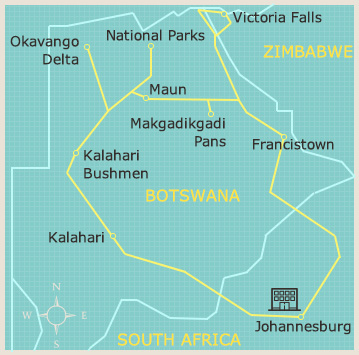 Victoria Falls
Okavango
Delta
National Parks
ZIMBABWE
Maun
Makgadikgadi
Pans
Francistown
Kalahari
Bushmen
BOTSWANA
Kalahari
N
W E
S
Johannesburg
SOUTH AFRICA